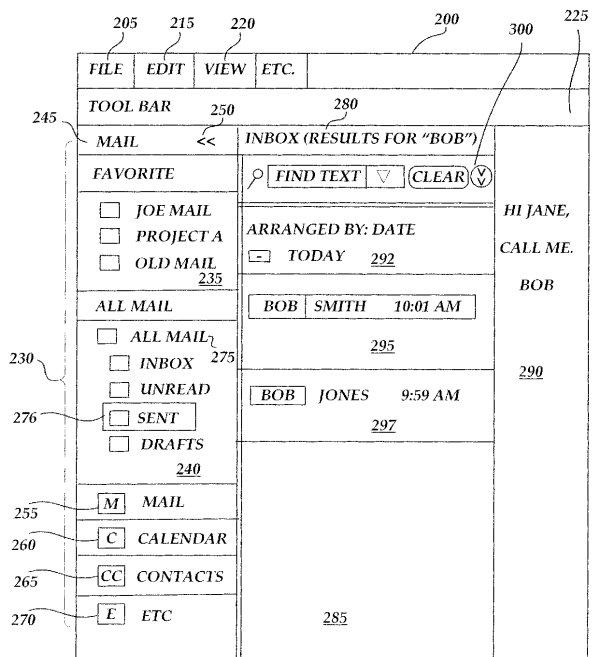 205 215 220 200 300 225
FILE EDIT VIEW ETC.
TOOL BAR
245 250 280
MAIL << INBOX (RESULTS FOR "BOB")
FAVORITE
FIND TEXT CLEAR
JOE MAIL
PROJECT A
OLD MAIL
235
ARRANGED BY: DATE
- TODAY 292
HI JANE,
CALL ME.
BOB
ALL MAIL
ALL MAIL 275
INBOX
UNREAD
276 SENT
DRAFTS
240
230
BOB SMITH 10:01 AM
295
BOB JONES 9:59 AM
297
290
255 M MAIL
260 C CALENDAR
265 CC CONTACTS
270 E ETC
285